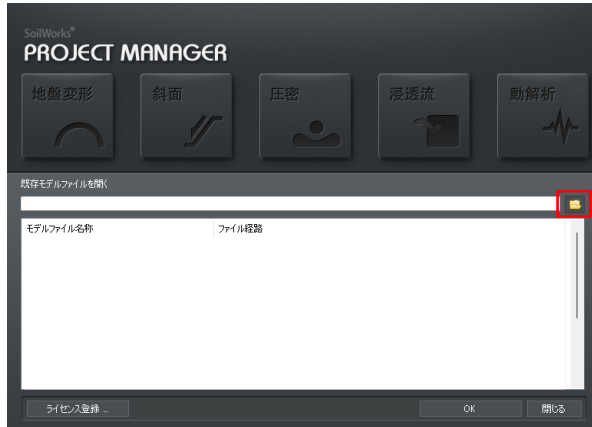 SoilWorks®
PROJECT MANAGER
地盤変形 斜面 圧密 浸透流 動解析
既存モデルファイルを開く
モデルファイル名称 ファイル経路
ライセンス登録 ... OK 閉じる